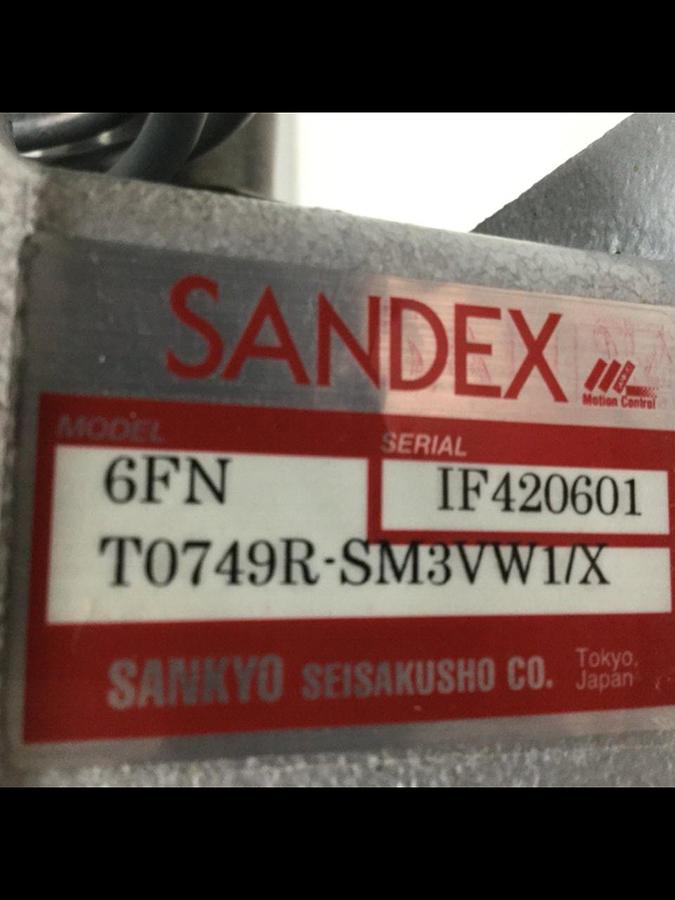 SANDEX
Motion Control
MODEL
SERIAL
6FN
IF420601
T0749R-SM3VW1/X
SANKYO SEISAKUSHO CO.
Tokyo,
Japan